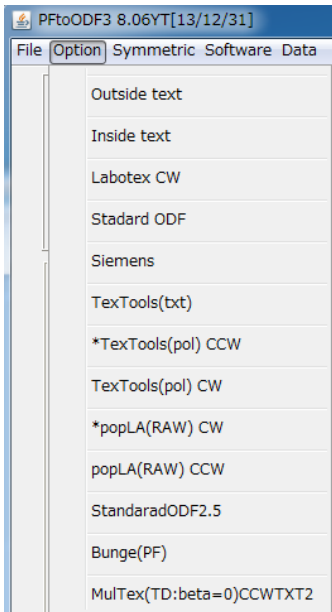 PFtoODF3 8.06YT[13/12/31]
File Option Symmetric Software Data
Outside text
Inside text
Labotex CW
Stadard ODF
Siemens
TexTools(txt)
*TexTools(pol) CCW
TexTools(pol) CW
*popLA(RAW) CW
popLA(RAW) CCW
StandaradODF2.5
Bunge(PF)
MulTex(TD:beta=0)CCWTXT2